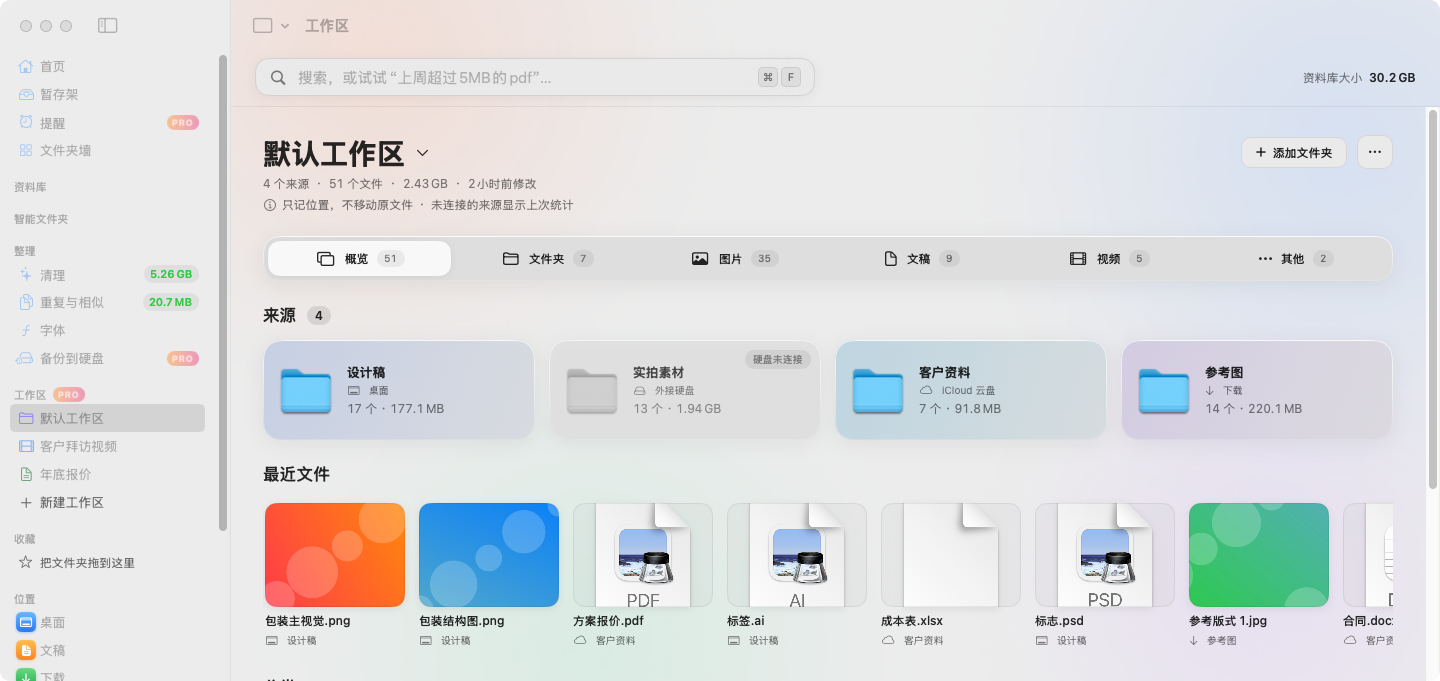 首页
暂存架
提醒 PRO
文件夹墙
资料库
智能文件夹
整理
清理 5.26 GB
重复与相似 20.7 MB
字体
备份到硬盘 PRO
工作区 PRO
默认工作区
客户拜访视频
年底报价
新建工作区
收藏
把文件夹拖到这里
位置
桌面
文稿
下载
工作区
搜索，或试试“上周超过5MB的pdf”... ⌘ F
资料库大小 30.2 GB
默认工作区
4 个来源 · 51 个文件 · 2.43 GB · 2 小时前修改
只记位置，不移动原文件 · 未连接的来源显示上次统计
+ 添加文件夹 ...
概览 51 文件夹 7 图片 35 文稿 9 视频 5 其他 2
来源 4
设计稿
桌面
17 个 · 177.1 MB
硬盘未连接
实拍素材
外接硬盘
13 个 · 1.94 GB
客户资料
iCloud 云盘
7 个 · 91.8 MB
参考图
下载
14 个 · 220.1 MB
最近文件
PDF
AI
PSD
包装主视觉.png
设计稿
包装结构图.png
设计稿
方案报价.pdf
客户资料
标签.ai
设计稿
成本表.xlsx
客户资料
标志.psd
设计稿
参考版式 1.jpg
参考图
合同.doc
客户